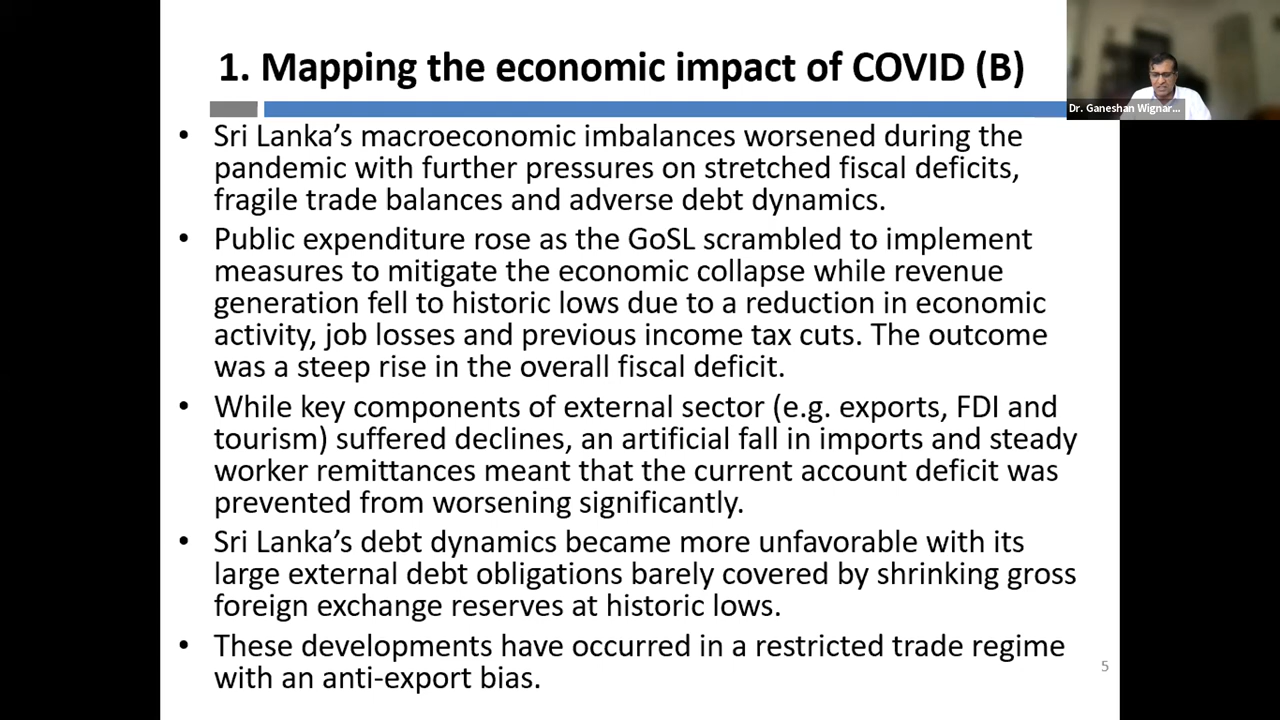 1. Mapping the economic impact of COVID (B)
Dr. Ganeshan Wignar...
• Sri Lanka's macroeconomic imbalances worsened during the
pandemic with further pressures on stretched fiscal deficits,
fragile trade balances and adverse debt dynamics.
• Public expenditure rose as the GoSL scrambled to implement
measures to mitigate the economic collapse while revenue
generation fell to historic lows due to a reduction in economic
activity, job losses and previous income tax cuts. The outcome
was a steep rise in the overall fiscal deficit.
• While key components of external sector (e.g. exports, FDI and
tourism) suffered declines, an artificial fall in imports and steady
worker remittances meant that the current account deficit was
prevented from worsening significantly.
• Sri Lanka's debt dynamics became more unfavorable with its
large external debt obligations barely covered by shrinking gross
foreign exchange reserves at historic lows.
• These developments have occurred in a restricted trade regime
with an anti-export bias.
5